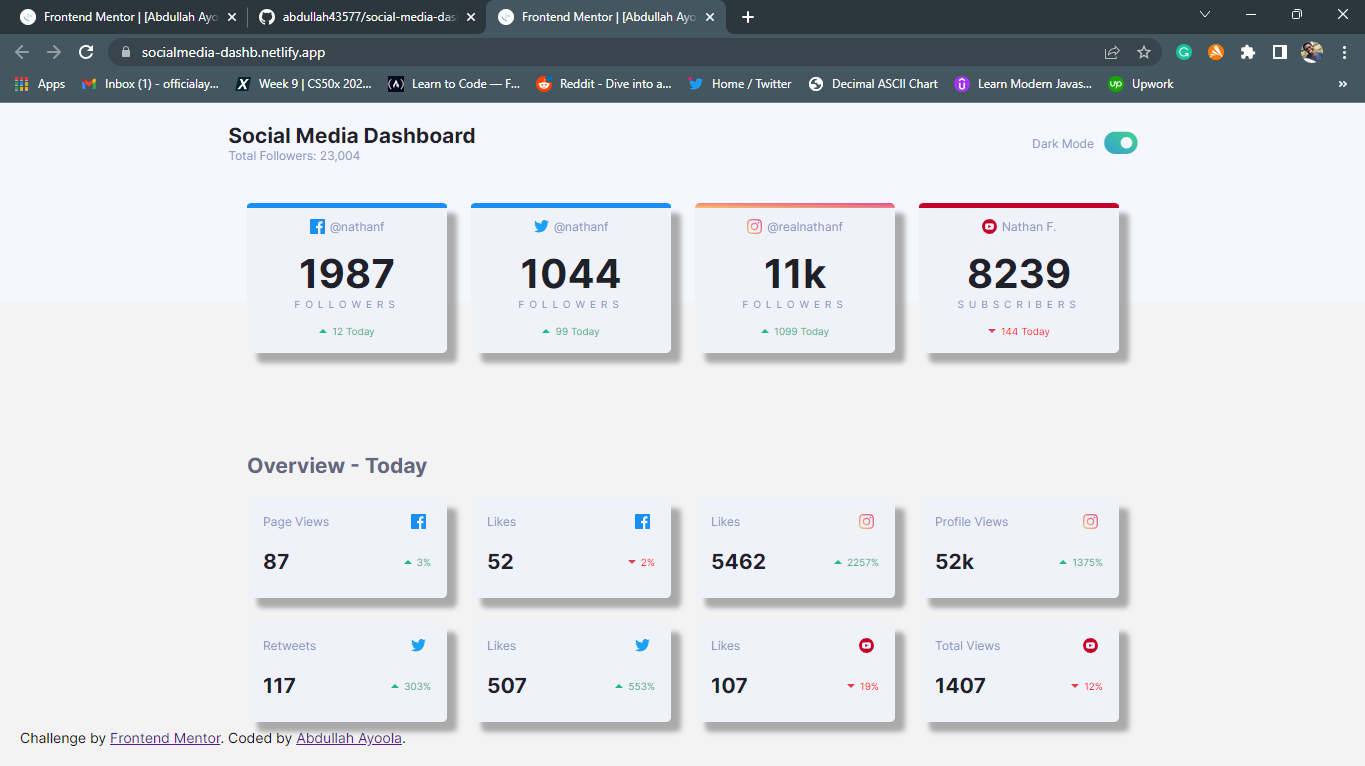 Frontend Mentor | [Abdullah Ayo
abdullah43577/social-media-das
Frontend Mentor | [Abdullah Ayo
socialmedia-dashb.netlify.app
Apps
Inbox (1) - officialay...
Week 9 | CS50x 202...
Learn to Code — F...
Reddit - Dive into a...
Home / Twitter
Decimal ASCII Chart
Learn Modern Javas...
up
Upwork
»
Social Media Dashboard
Total Followers: 23,004
Dark Mode
@nathanf
1987
FOLLOWERS
12 Today
@nathanf
1044
FOLLOWERS
99 Today
@realnathanf
11k
FOLLOWERS
1099 Today
Nathan F.
8239
SUBSCRIBERS
144 Today
Overview - Today
Page Views
87
3%
Likes
52
2%
Likes
5462
2257%
Profile Views
52k
1375%
Retweets
117
303%
Likes
507
553%
Likes
107
19%
Total Views
1407
12%
Challenge by Frontend Mentor. Coded by Abdullah Ayoola.